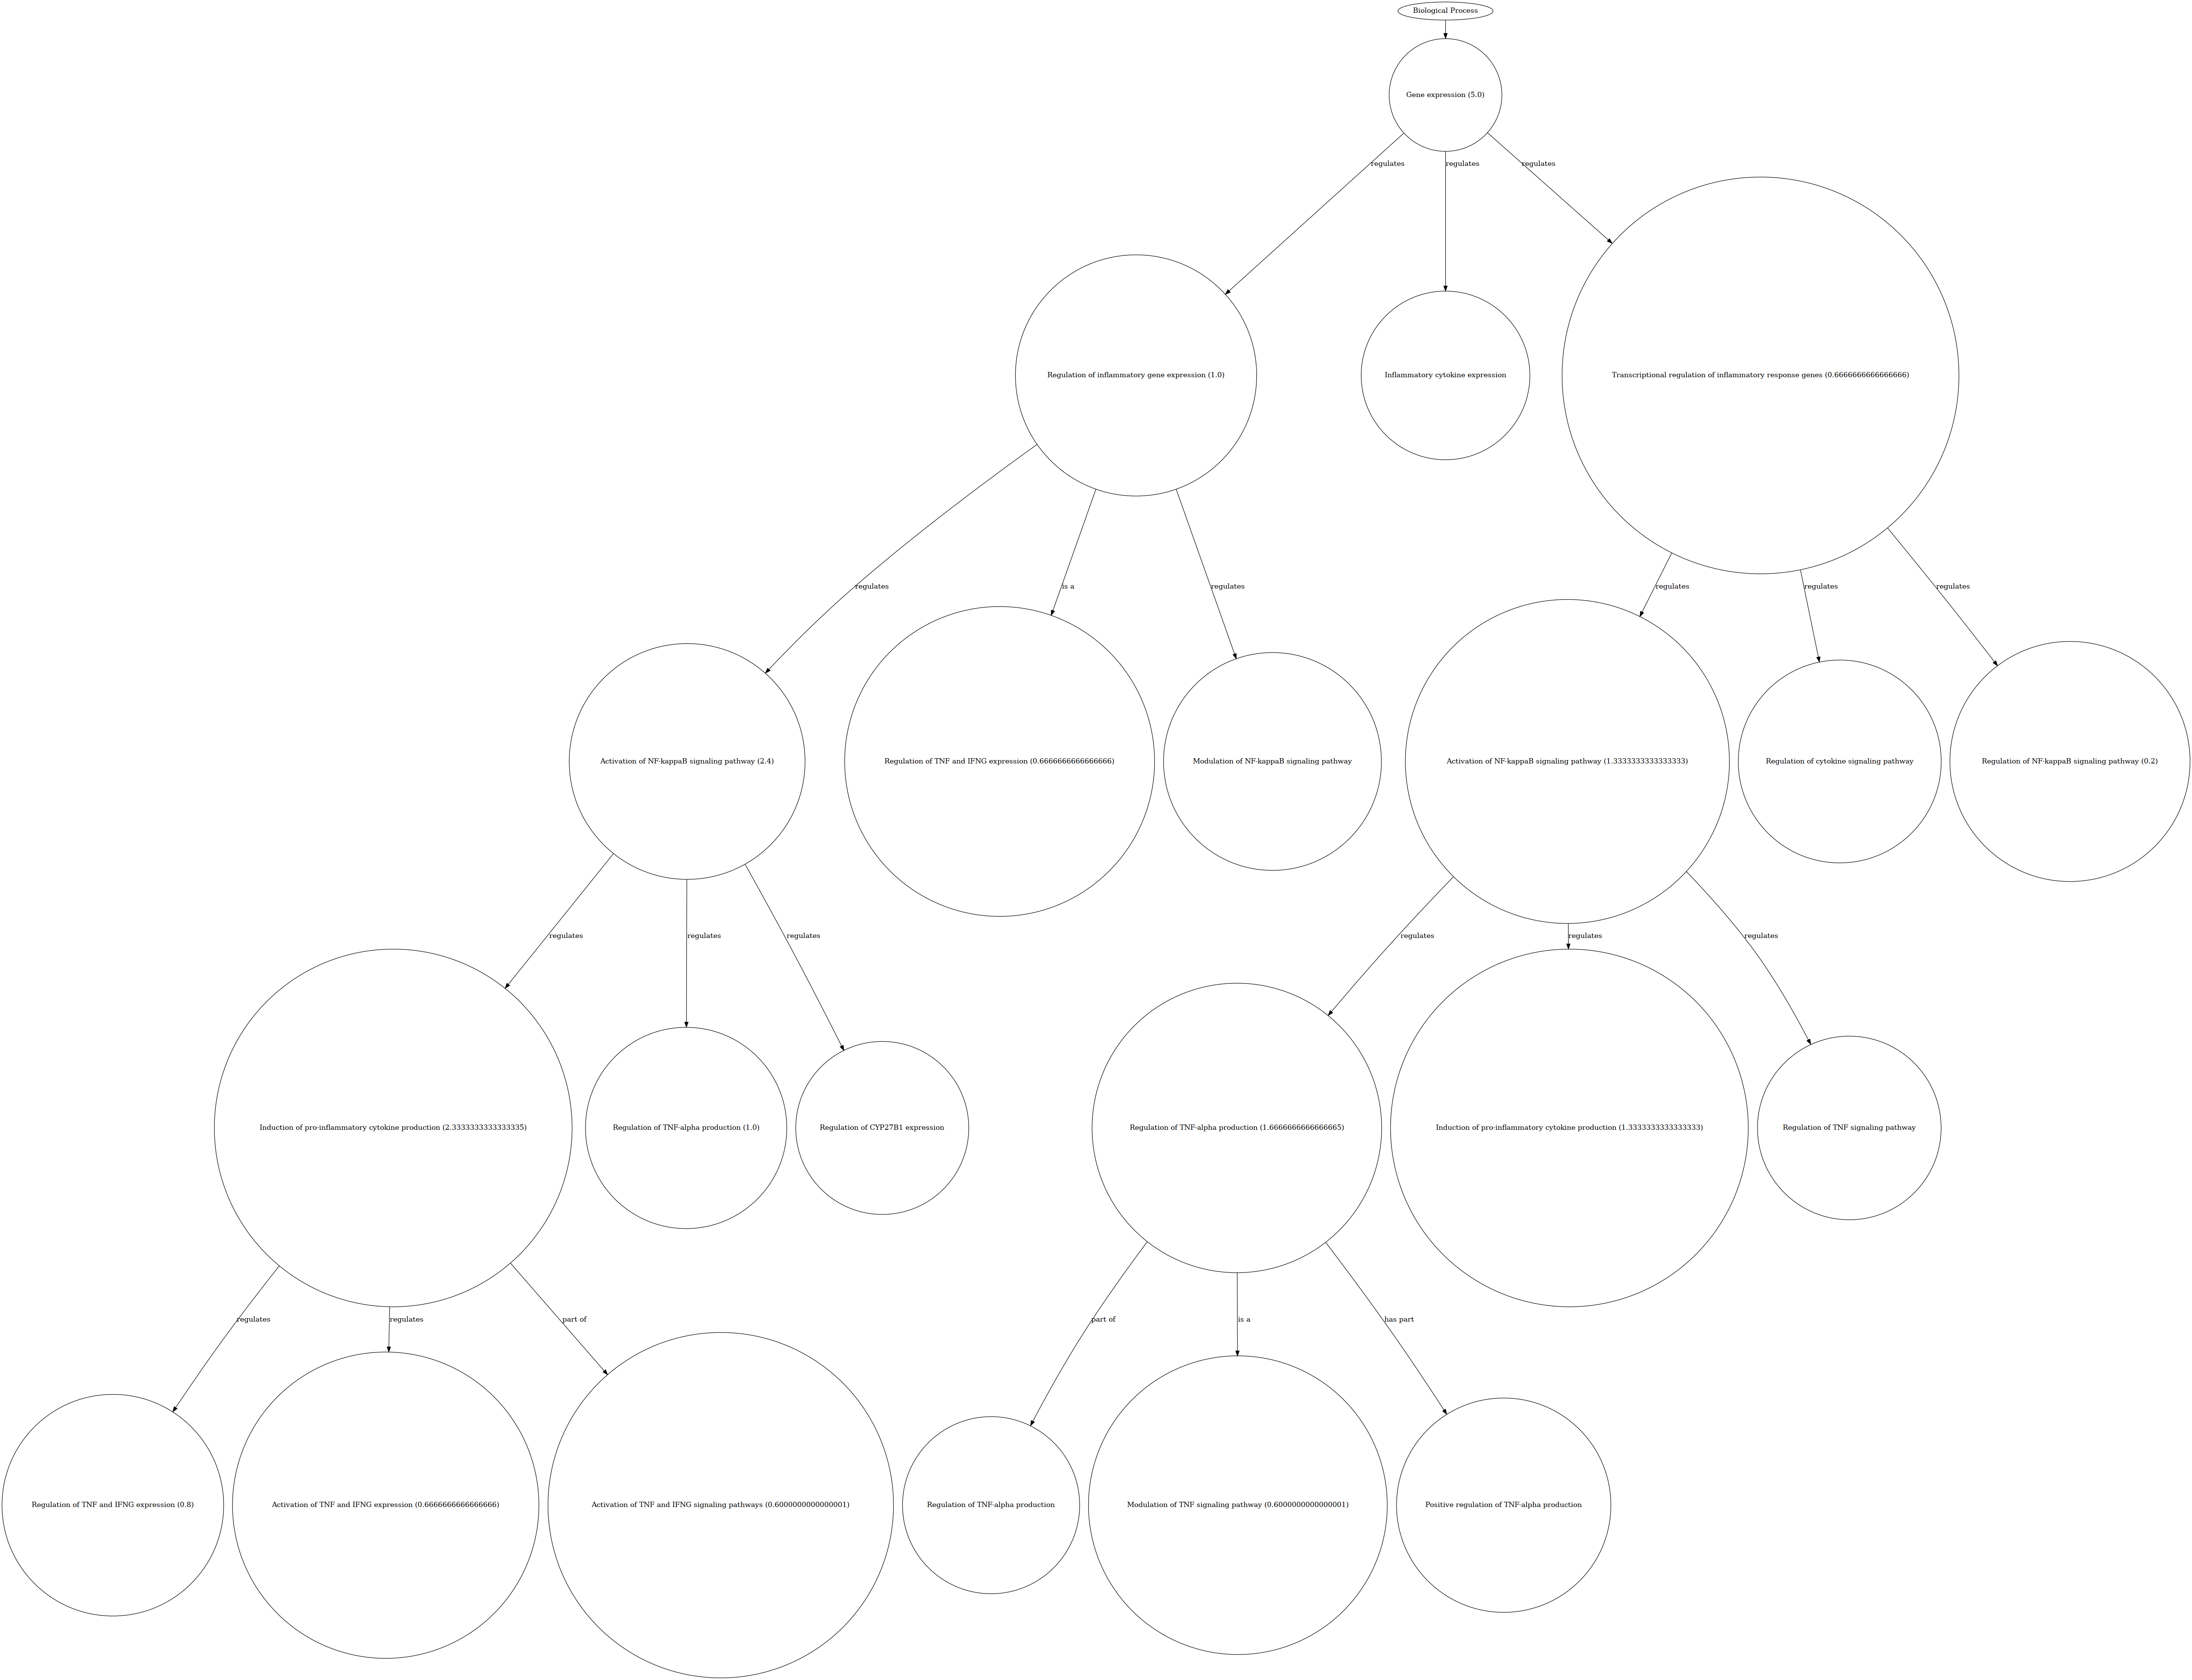 Biological Process
Gene expression (5.0)
regulates
regulates
regulates
Regulation of inflammatory gene expression (1.0)
Inflammatory cytokine expression
Transcriptional regulation of inflammatory response genes (0.6666666666666666)
regulates
is a
regulates
regulates
regulates
regulates
Activation of NF-kappaB signaling pathway (2.4)
Regulation of TNF and IFNG expression (0.6666666666666666)
Modulation of NF-kappaB signaling pathway
Activation of NF-kappaB signaling pathway (1.3333333333333333)
Regulation of cytokine signaling pathway
Regulation of NF-kappaB signaling pathway (0.2)
regulates
regulates
regulates
regulates
regulates
regulates
Induction of pro-inflammatory cytokine production (2.3333333333333335)
Regulation of TNF-alpha production (1.0)
Regulation of CYP27B1 expression
Regulation of TNF-alpha production (1.6666666666666665)
Induction of pro-inflammatory cytokine production (1.3333333333333333)
Regulation of TNF signaling pathway
regulates
regulates
part of
part of
is a
has part
Regulation of TNF and IFNG expression (0.8)
Activation of TNF and IFNG expression (0.6666666666666666)
Activation of TNF and IFNG signaling pathways (0.6000000000000001)
Regulation of TNF-alpha production
Modulation of TNF signaling pathway (0.6000000000000001)
Positive regulation of TNF-alpha production